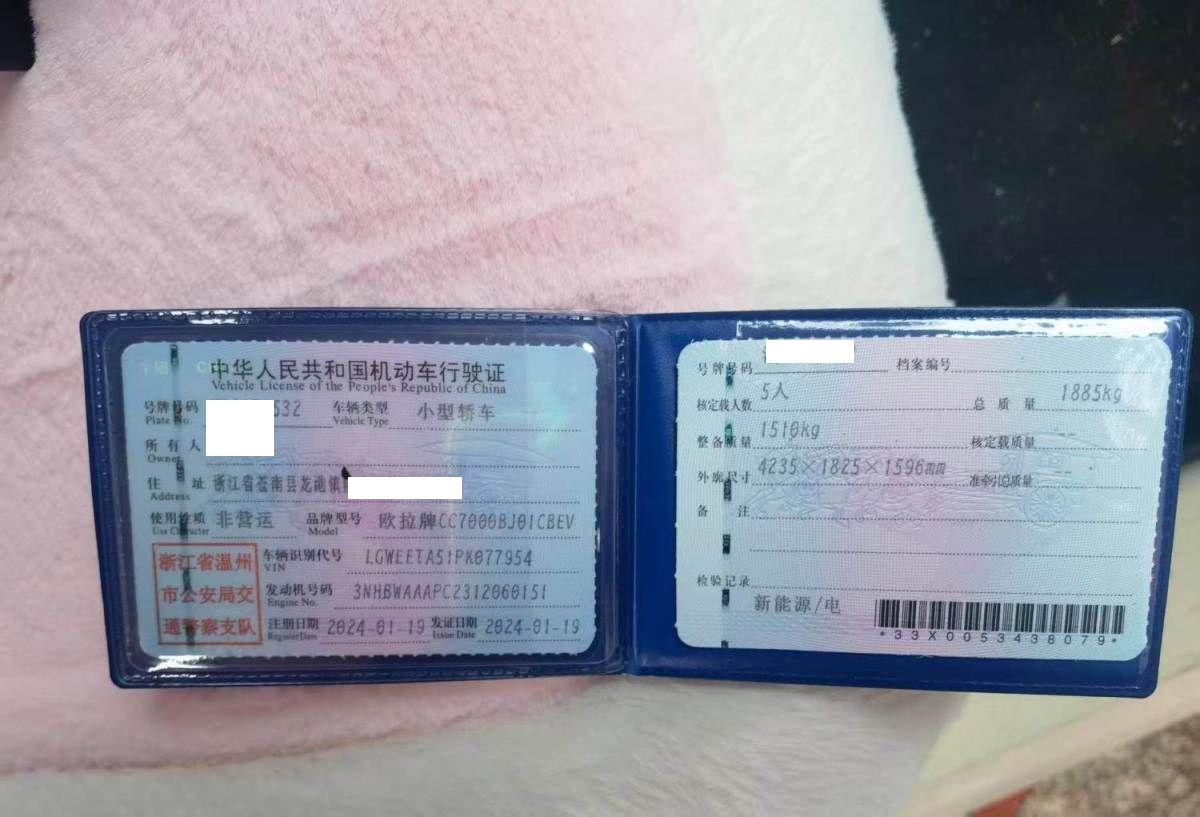 中华人民共和国机动车行驶证
Vehicle License of the People's Republic of China
号牌号码 532 车辆类型 小型轿车
Plate No. Vehicle Type
所有人
Owner
住址 浙江省苍南县龙港镇
Address
使用性质 非营运 品牌型号 欧拉牌CC7000BJ01CBEV
Use Character Model
浙江省温州
市公安局交
通警察支队
车辆识别代号 LGWEETA51PK077954
VIN
发动机号码 3NHBWAAAPC2312060151
Engine No.
注册日期 2024-01-19 发证日期 2024-01-19
Register Date Issue Date
号牌号码 档案编号
核定载人数 5人 总质量 1885kg
整备质量 1510kg 核定载质量
外廓尺寸 4235×1825×1596mm 准牵引总质量
备注
检验记录
新能源/电
*33X0053438079*